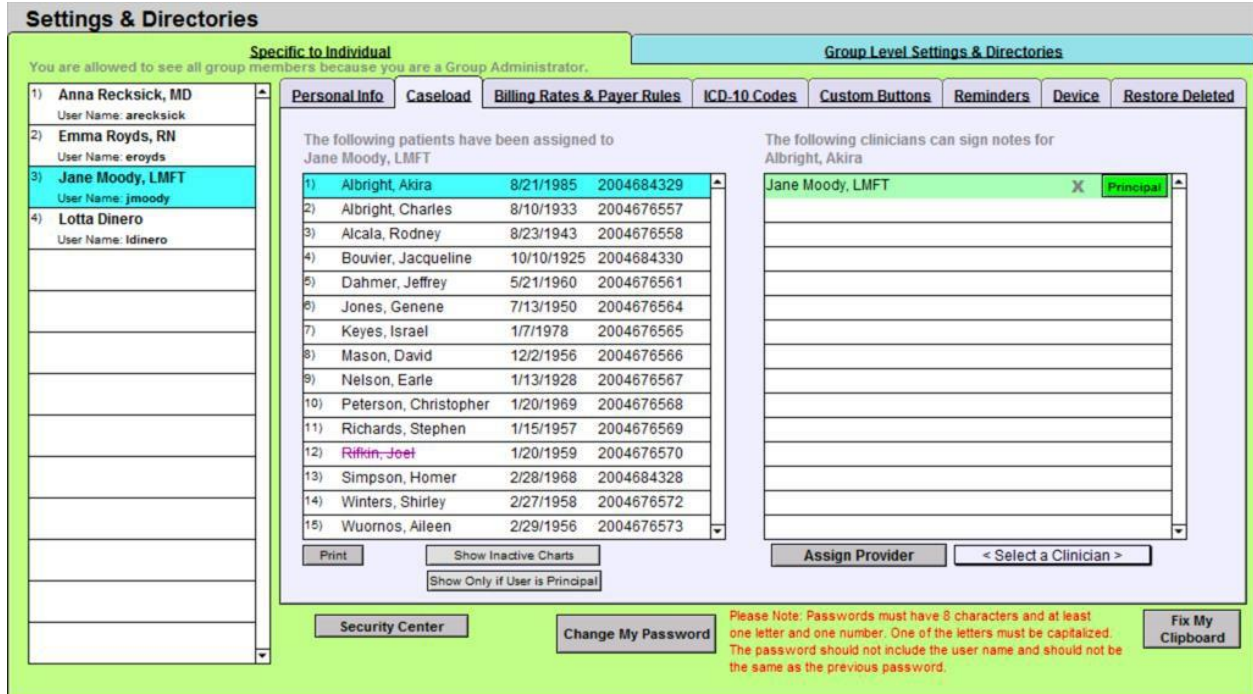 Settings & Directories
Specific to Individual
Group Level Settings & Directories
You are allowed to see all group members because you are a Group Administrator.
1) Anna Recksick, MD
User Name: arecksick
2) Emma Royds, RN
User Name: eroyds
3) Jane Moody, LMFT
User Name: jmoody
4) Lotta Dinero
User Name: ldinero
Personal Info Caseload Billing Rates & Payer Rules ICD-10 Codes Custom Buttons Reminders Device Restore Deleted
The following patients have been assigned to
Jane Moody, LMFT
1) Albright, Akira 8/21/1985 2004684329
2) Albright, Charles 8/10/1933 2004676557
3) Alcala, Rodney 8/23/1943 2004676558
4) Bouvier, Jacqueline 10/10/1925 2004684330
5) Dahmer, Jeffrey 5/21/1960 2004676561
6) Jones, Genene 7/13/1950 2004676564
7) Keyes, Israel 1/7/1978 2004676565
8) Mason, David 12/2/1956 2004676566
9) Nelson, Earle 1/13/1928 2004676567
10) Peterson, Christopher 1/20/1969 2004676568
11) Richards, Stephen 1/15/1957 2004676569
12) Rifkin, Joel 1/20/1959 2004676570
13) Simpson, Homer 2/28/1968 2004684328
14) Winters, Shirley 2/27/1958 2004676572
15) Wuornos, Aileen 2/29/1956 2004676573
Print
Show Inactive Charts
Show Only if User is Principal
The following clinicians can sign notes for
Albright, Akira
Jane Moody, LMFT X Principal
Assign Provider < Select a Clinician >
Security Center
Change My Password
Please Note: Passwords must have 8 characters and at least
one letter and one number. One of the letters must be capitalized.
The password should not include the user name and should not be
the same as the previous password.
Fix My
Clipboard